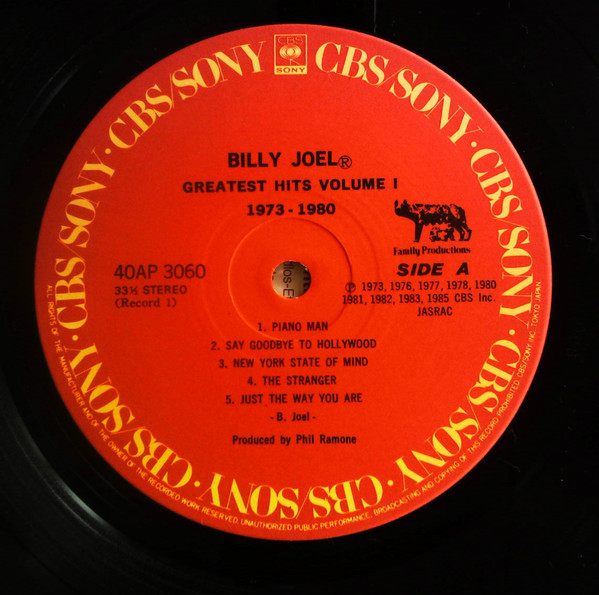 CBS
SONY
CBS/SONY · CBS/SONY · CBS/SONY · CBS/SONY · CBS/SONY · CBS/SONY · CBS/SONY · CBS/SONY
BILLY JOEL®
GREATEST HITS VOLUME I
1973-1980
Family Productions
40AP 3060
33⅓ STEREO
(Record 1)
SIDE A
Ⓟ 1973, 1976, 1977, 1978, 1980
1981, 1982, 1983, 1985 CBS Inc.
JASRAC
1. PIANO MAN
2. SAY GOODBYE TO HOLLYWOOD
3. NEW YORK STATE OF MIND
4. THE STRANGER
5. JUST THE WAY YOU ARE
- B. Joel -
Produced by Phil Ramone
ALL RIGHTS OF THE MANUFACTURER AND OF THE OWNER OF THE RECORDED WORK RESERVED. UNAUTHORIZED PUBLIC PERFORMANCE, BROADCASTING AND COPYING OF THIS RECORD PROHIBITED CBS/SONY INC. TOKYO JAPAN